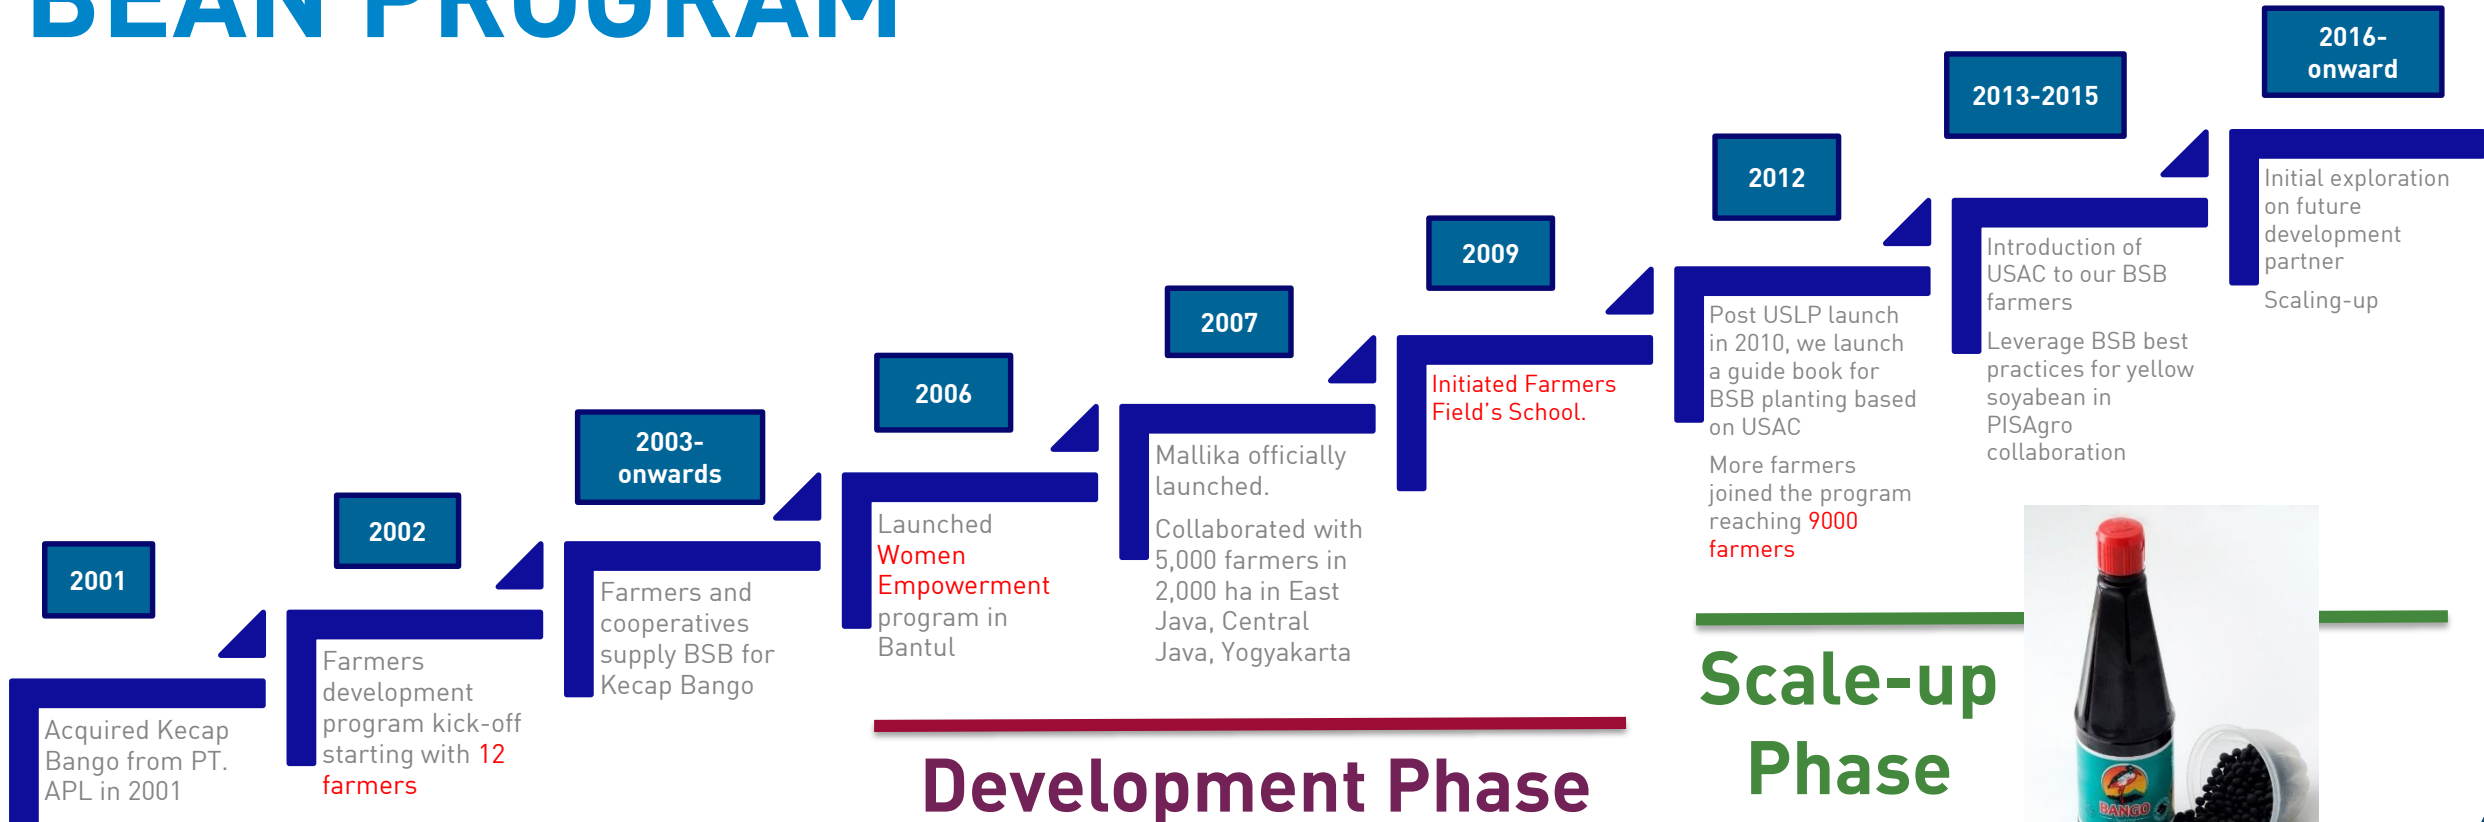 BEAN PROGRAM
2001
Acquired Kecap
Bango from PT.
APL in 2001
2002
Farmers
development
program kick-off
starting with 12
farmers
2003-
onwards
Farmers and
cooperatives
supply BSB for
Kecap Bango
2006
Launched
Women
Empowerment
program in
Bantul
2007
Mallika officially
launched.
Collaborated with
5,000 farmers in
2,000 ha in East
Java, Central
Java, Yogyakarta
2009
Initiated Farmers
Field’s School.
2012
Post USLP launch
in 2010, we launch
a guide book for
BSB planting based
on USAC
More farmers
joined the program
reaching 9000
farmers
2013-2015
Introduction of
USAC to our BSB
farmers
Leverage BSB best
practices for yellow
soyabean in
PISAgro
collaboration
2016-
onward
Initial exploration
on future
development
partner
Scaling-up
Development Phase
Scale-up
Phase
BANGO